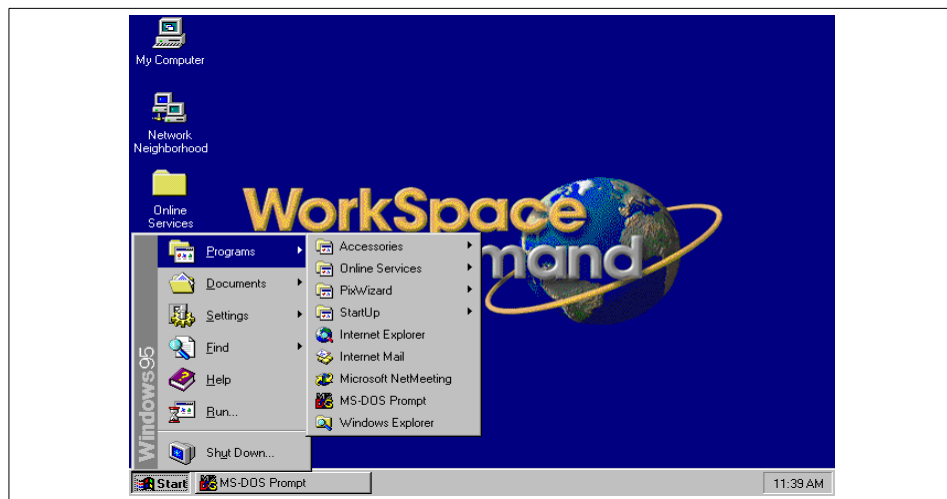 My Computer
Network
Neighborhood
Online
Services
WorkSpace
mand
Windows95
Programs
Documents
Settings
Find
Help
Run...
Shut Down...
Accessories
Online Services
PixWizard
StartUp
Internet Explorer
Internet Mail
Microsoft NetMeeting
MS-DOS Prompt
Windows Explorer
Start
MS-DOS Prompt
11:39 AM